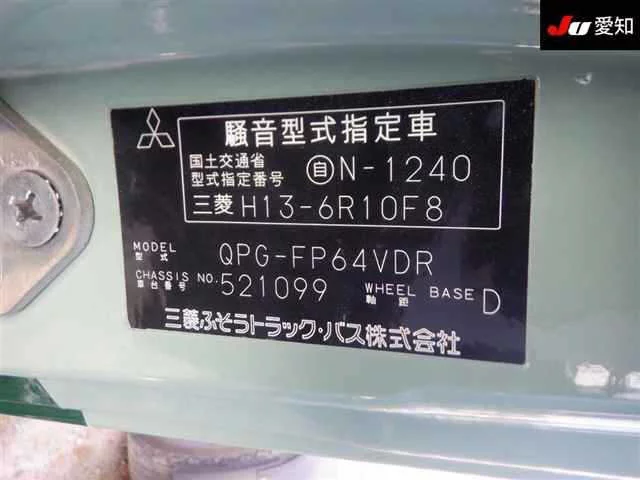 JU 愛知
騒音型式指定車
国土交通省
型式指定番号 自N-1240
三菱 H13-6R10F8
MODEL
型式 QPG-FP64VDR
CHASSIS NO.
車台番号 521099
WHEEL BASE
軸距 D
三菱ふそうトラック・バス株式会社